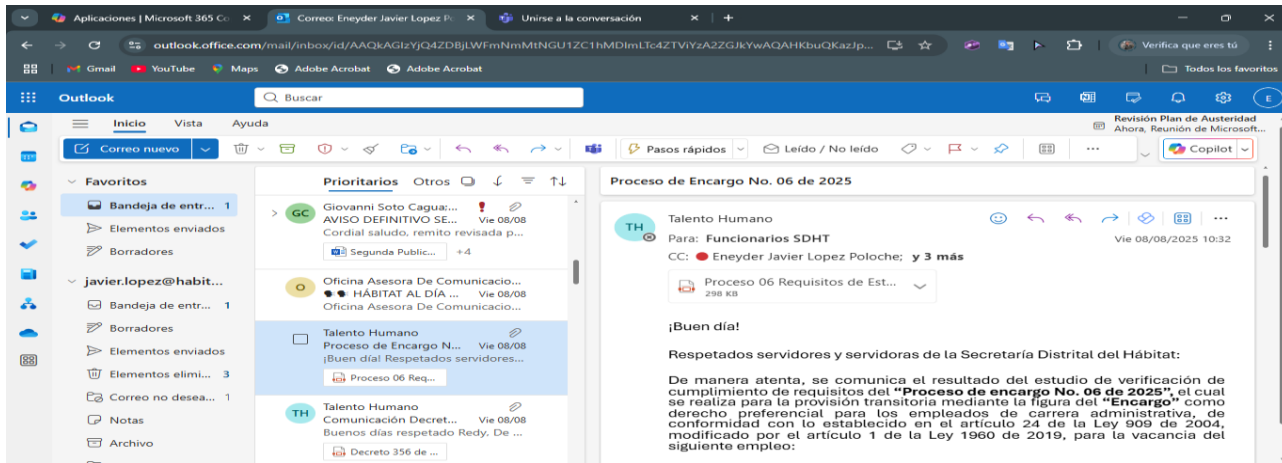 Aplicaciones | Microsoft 365 Co
Correo: Eneyder Javier Lopez Po
Unirse a la conversación
outlook.office.com/mail/inbox/id/AAQkAGIzYjQ4ZDBjLWFmNmMtNGU1ZC1hMDImLTc4ZTViYzA2ZGJkYwAQAHKbuQKazJp...
Verifica que eres tú
Gmail YouTube Maps Adobe Acrobat Adobe Acrobat
Todos los favoritos
Outlook
Buscar
E
Inicio Vista Ayuda
Revisión Plan de Austeridad
Ahora, Reunión de Microsoft...
Correo nuevo
Pasos rápidos
Leído / No leído
Copilot
Favoritos
Bandeja de entr... 1
Elementos enviados
Borradores
javier.lopez@habit...
Bandeja de entr... 1
Borradores
Elementos enviados
Elementos elimi... 3
Correo no desea... 1
Notas
Archivo
Prioritarios Otros
GC
Giovanni Soto Cagua:...
AVISO DEFINITIVO SE... Vie 08/08
Cordial saludo, remito revisada p...
Segunda Public... +4
O
Oficina Asesora De Comunicacio...
HÁBITAT AL DÍA ... Vie 08/08
Oficina Asesora De Comunicacio...
Talento Humano
Proceso de Encargo N... Vie 08/08
¡Buen día! Respetados servidores...
Proceso 06 Req...
TH
Talento Humano
Comunicación Decret... Vie 08/08
Buenos días respetado Redy. De ...
Decreto 356 de ...
Proceso de Encargo No. 06 de 2025
TH
Talento Humano
Para: Funcionarios SDHT
Vie 08/08/2025 10:32
CC: Eneyder Javier Lopez Poloche; y 3 más
Proceso 06 Requisitos de Est...
298 KB
¡Buen día!
Respetados servidores y servidoras de la Secretaría Distrital del Hábitat:
De manera atenta, se comunica el resultado del estudio de verificación de
cumplimiento de requisitos del “Proceso de encargo No. 06 de 2025”, el cual
se realiza para la provisión transitoria mediante la figura del “Encargo” como
derecho preferencial para los empleados de carrera administrativa, de
conformidad con lo establecido en el artículo 24 de la Ley 909 de 2004,
modificado por el artículo 1 de la Ley 1960 de 2019, para la vacancia del
siguiente empleo: